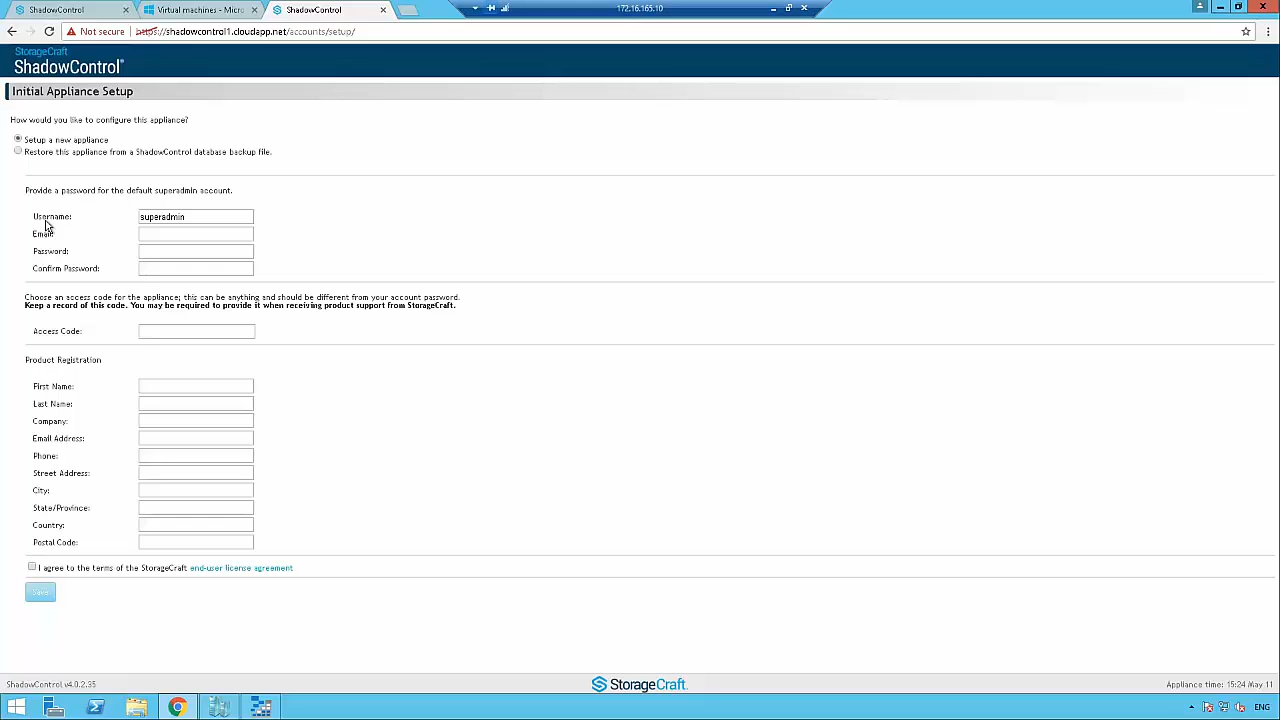 ShadowControl
Virtual machines - Micro
ShadowControl
172.16.165.10
Not secure https://shadowcontrol1.cloudapp.net/accounts/setup/
StorageCraft
ShadowControl
Initial Appliance Setup
How would you like to configure this appliance?
Setup a new appliance
Restore this appliance from a ShadowControl database backup file.
Provide a password for the default superadmin account.
Username: superadmin
Email:
Password:
Confirm Password:
Choose an access code for the appliance; this can be anything and should be different from your account password.
Keep a record of this code. You may be required to provide it when receiving product support from StorageCraft.
Access Code:
Product Registration
First Name:
Last Name:
Company:
Email Address:
Phone:
Street Address:
City:
State/Province:
Country:
Postal Code:
I agree to the terms of the StorageCraft end-user license agreement
Save
ShadowControl v4.0.2.35
StorageCraft.
Appliance time: 15:24 May 11
ENG